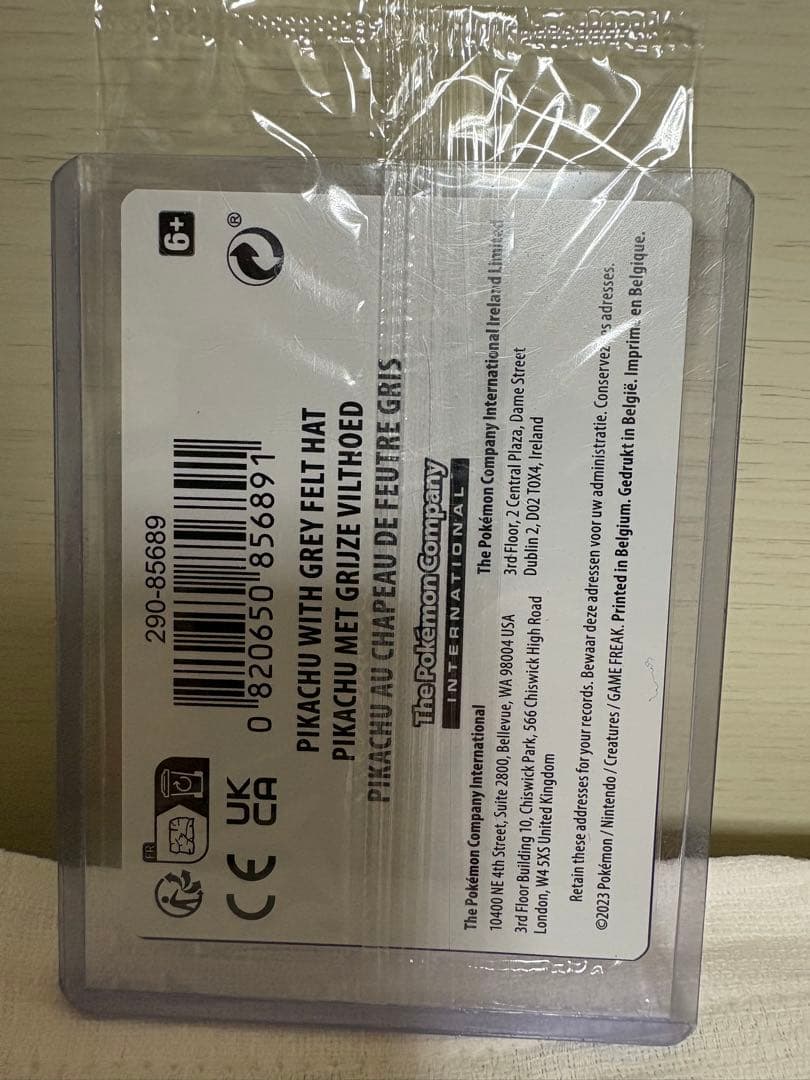 290-85689
0 820650 856891
6+
®
FR
CE
UK
CA
PIKACHU WITH GREY FELT HAT
PIKACHU MET GRIJZE VILTHOED
PIKACHU AU CHAPEAU DE FEUTRE GRIS
The Pokémon Company
INTERNATIONAL
The Pokémon Company International
10400 NE 4th Street, Suite 2800, Bellevue, WA 98004 USA
3rd Floor Building 10, Chiswick Park, 566 Chiswick High Road
London, W4 5XS United Kingdom
The Pokémon Company International Ireland Limited
3rd Floor, 2 Central Plaza, Dame Street
Dublin 2, D02 T0X4, Ireland
Retain these addresses for your records. Bewaar deze adressen voor uw administratie. Conservez adresses.
©2023 Pokémon / Nintendo / Creatures / GAME FREAK. Printed in Belgium. Gedrukt in België. en Belgique.